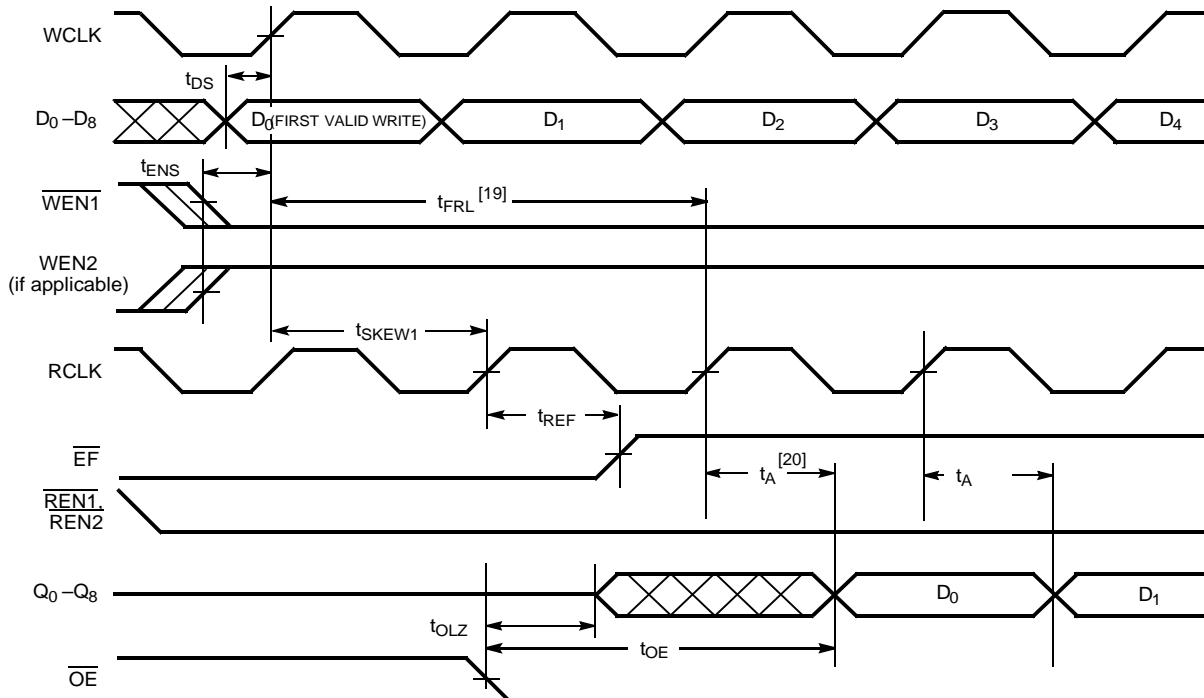 WCLK
tDS
D0–D8
D0(FIRST VALID WRITE)
D1
D2
D3
D4
tENS
WEN1
tFRL [19]
WEN2
(if applicable)
tSKEW1
RCLK
tREF
EF
tA [20]
tA
REN1,
REN2
Q0–Q8
D0
D1
tOLZ
tOE
OE